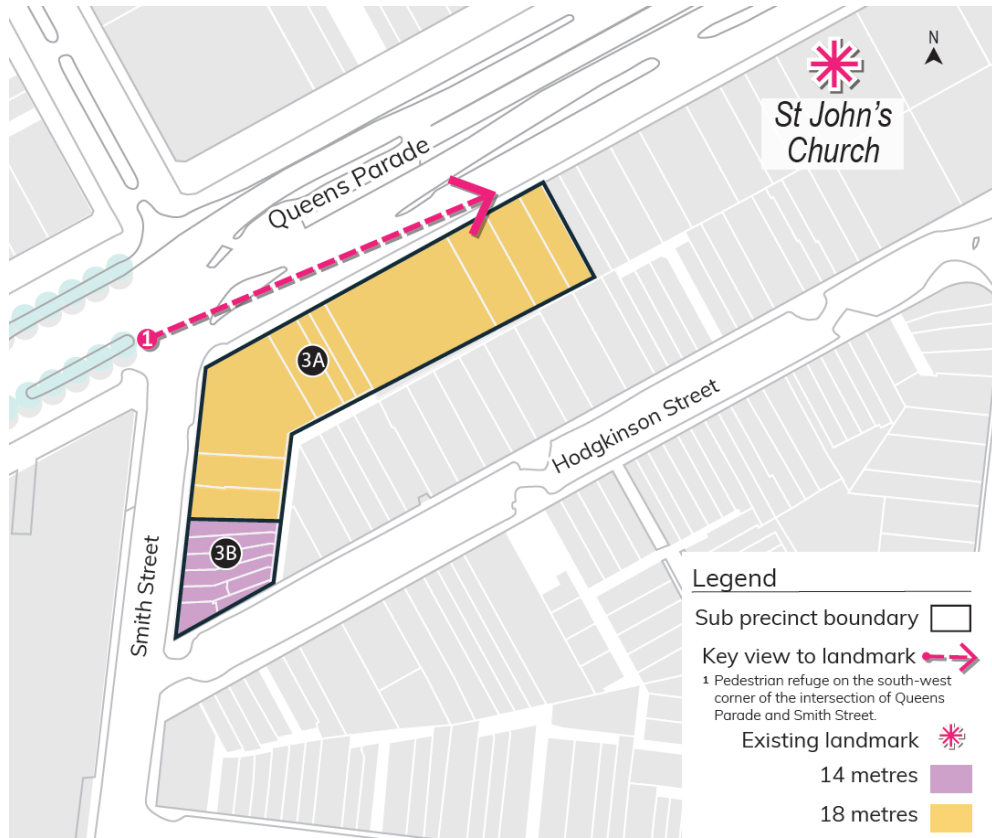 N
St John's
Church
Queens Parade
1
3A
Hodgkinson Street
3B
Smith Street
Legend
Sub precinct boundary
Key view to landmark
1 Pedestrian refuge on the south-west
corner of the intersection of Queens
Parade and Smith Street.
Existing landmark
14 metres
18 metres